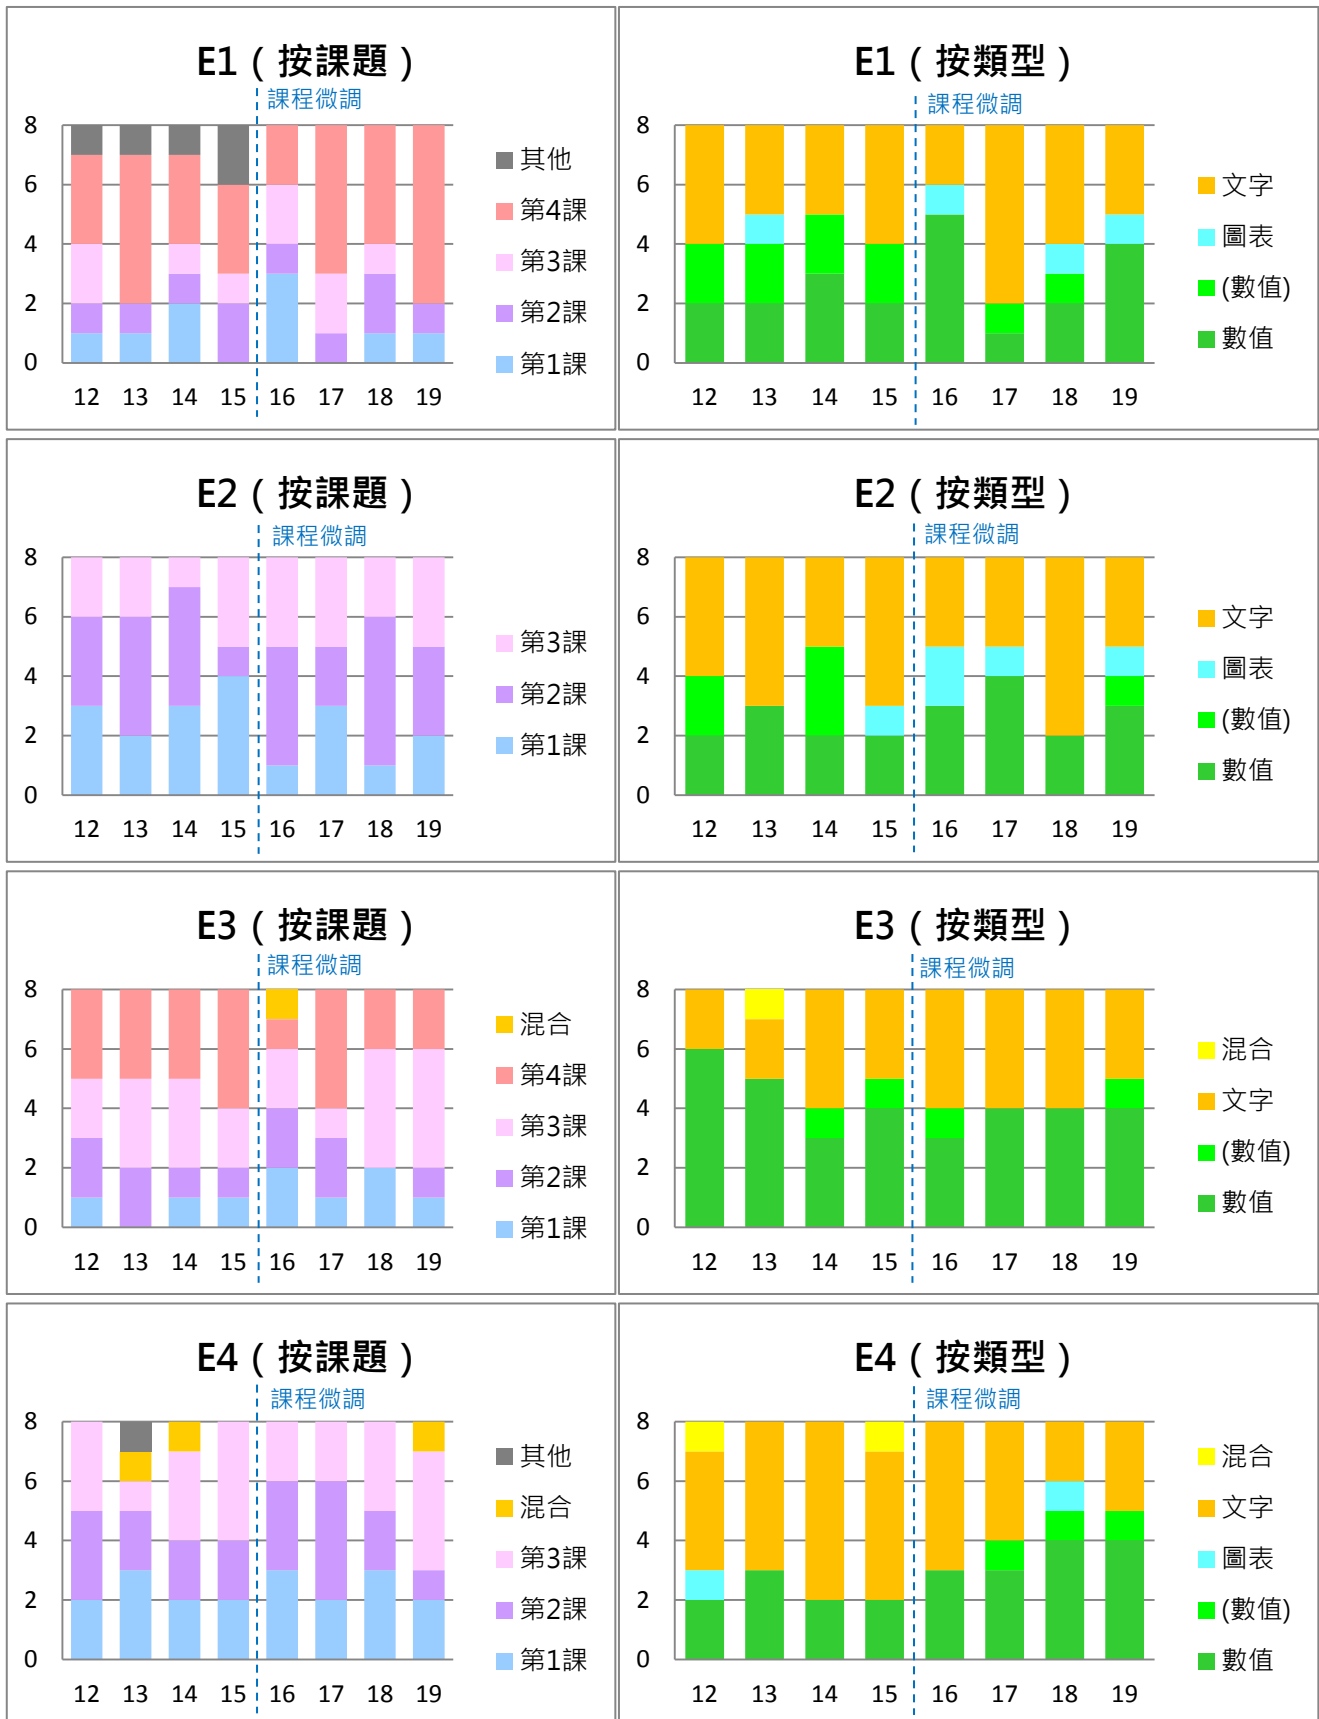 E1（按課題）
課程微調
8
6
4
2
0
12 13 14 15 16 17 18 19
其他
第4課
第3課
第2課
第1課
E1（按類型）
課程微調
8
6
4
2
0
12 13 14 15 16 17 18 19
文字
圖表
(數值)
數值
E2（按課題）
課程微調
8
6
4
2
0
12 13 14 15 16 17 18 19
第3課
第2課
第1課
E2（按類型）
課程微調
8
6
4
2
0
12 13 14 15 16 17 18 19
文字
圖表
(數值)
數值
E3（按課題）
課程微調
8
6
4
2
0
12 13 14 15 16 17 18 19
混合
第4課
第3課
第2課
第1課
E3（按類型）
課程微調
8
6
4
2
0
12 13 14 15 16 17 18 19
混合
文字
(數值)
數值
E4（按課題）
課程微調
8
6
4
2
0
12 13 14 15 16 17 18 19
其他
混合
第3課
第2課
第1課
E4（按類型）
課程微調
8
6
4
2
0
12 13 14 15 16 17 18 19
混合
文字
圖表
(數值)
數值